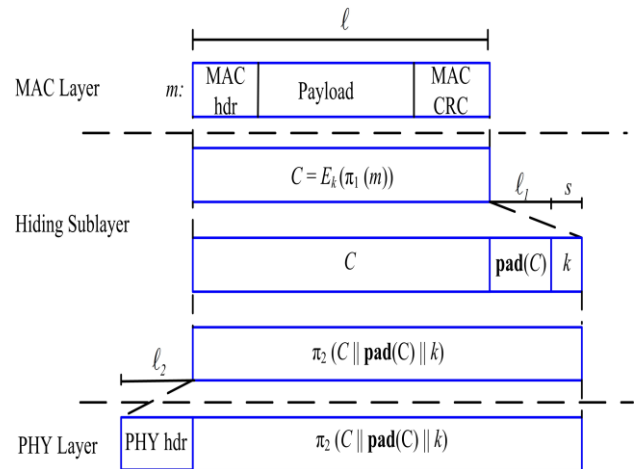 ℓ
MAC Layer
m:
MAC hdr
Payload
MAC CRC
C = E_k(π_1 (m))
ℓ_1
s
Hiding Sublayer
C
pad(C)
k
ℓ_2
π_2 (C || pad(C) || k)
PHY Layer
PHY hdr
π_2 (C || pad(C) || k)